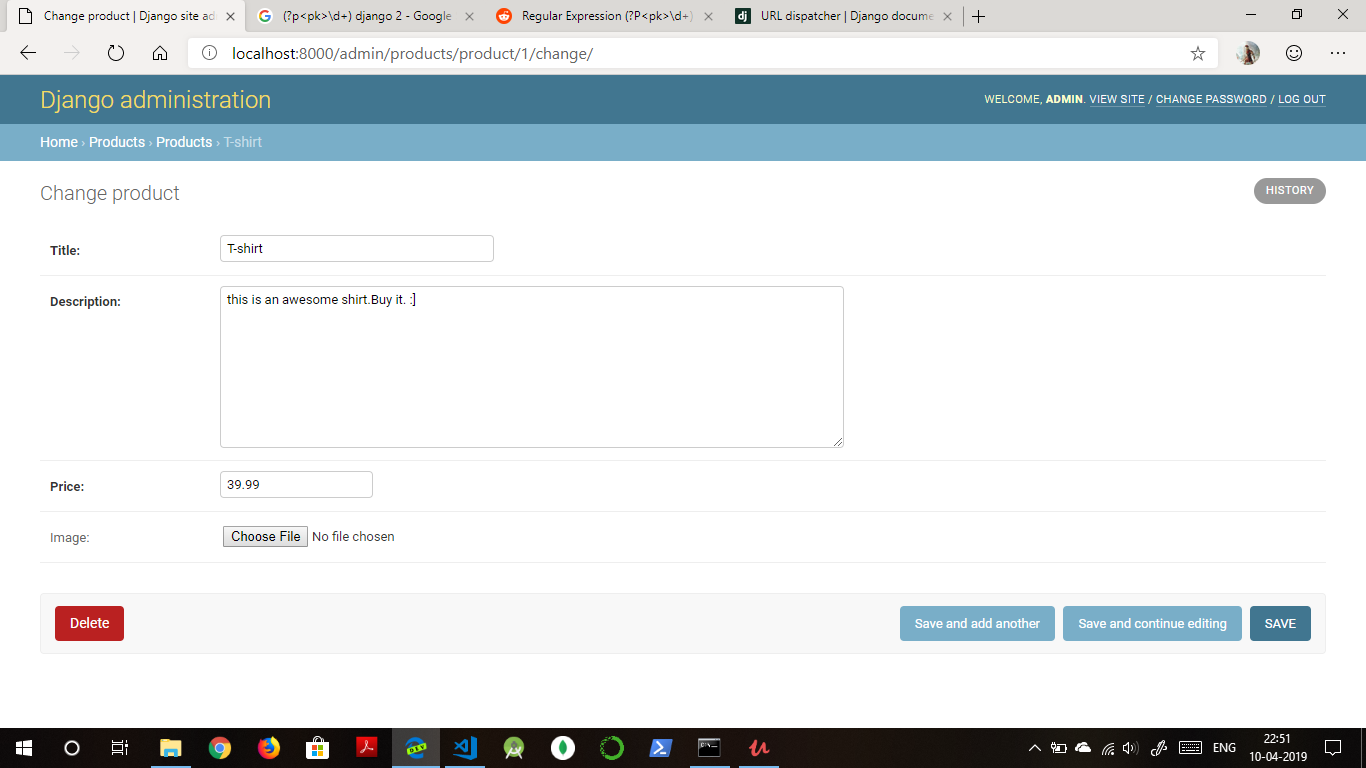 Change product | Django site ad
(?p<pk>\d+) django 2 - Google
Regular Expression (?P<pk>\d+)
URL dispatcher | Django docume
localhost:8000/admin/products/product/1/change/
Django administration
WELCOME, ADMIN. VIEW SITE / CHANGE PASSWORD / LOG OUT
Home › Products › Products › T-shirt
Change product
HISTORY
Title:
T-shirt
Description:
this is an awesome shirt.Buy it. :]
Price:
39.99
Image:
Choose File No file chosen
Delete
Save and add another
Save and continue editing
SAVE
ENG
22:51
10-04-2019